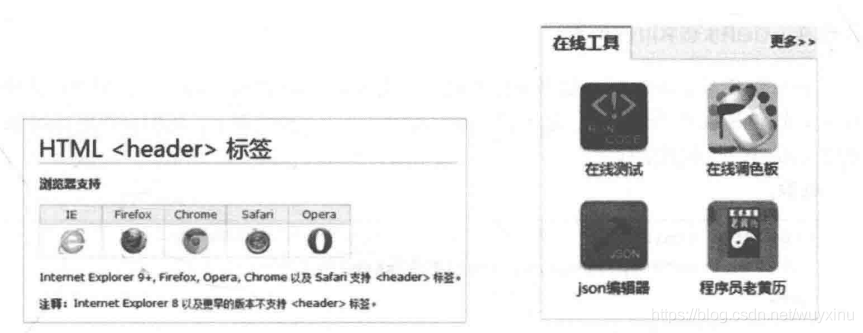 HTML <header> 标签
浏览器支持
IE Firefox Chrome Safari Opera
Internet Explorer 9+, Firefox, Opera, Chrome 以及 Safari 支持 <header> 标签。
注释：Internet Explorer 8 以及更早的版本不支持 <header> 标签。
在线工具 更多>>
<!>
RUN
CODE
在线测试 在线调色板
JSON
老黄历
json编辑器 程序员老黄历
https://blog.csdn.net/wuyxinu